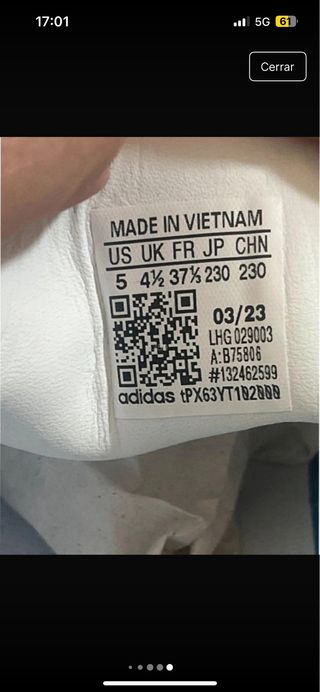 17:01 5G 61
Cerrar
MADE IN VIETNAM
US UK FR JP CHN
5 4½ 37⅓ 230 230
03/23
LHG 029003
A:B75806
#132462599
adidas tPX63YT102000